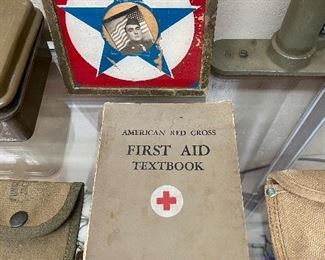 AMERICAN RED CROSS
FIRST AID
TEXTBOOK